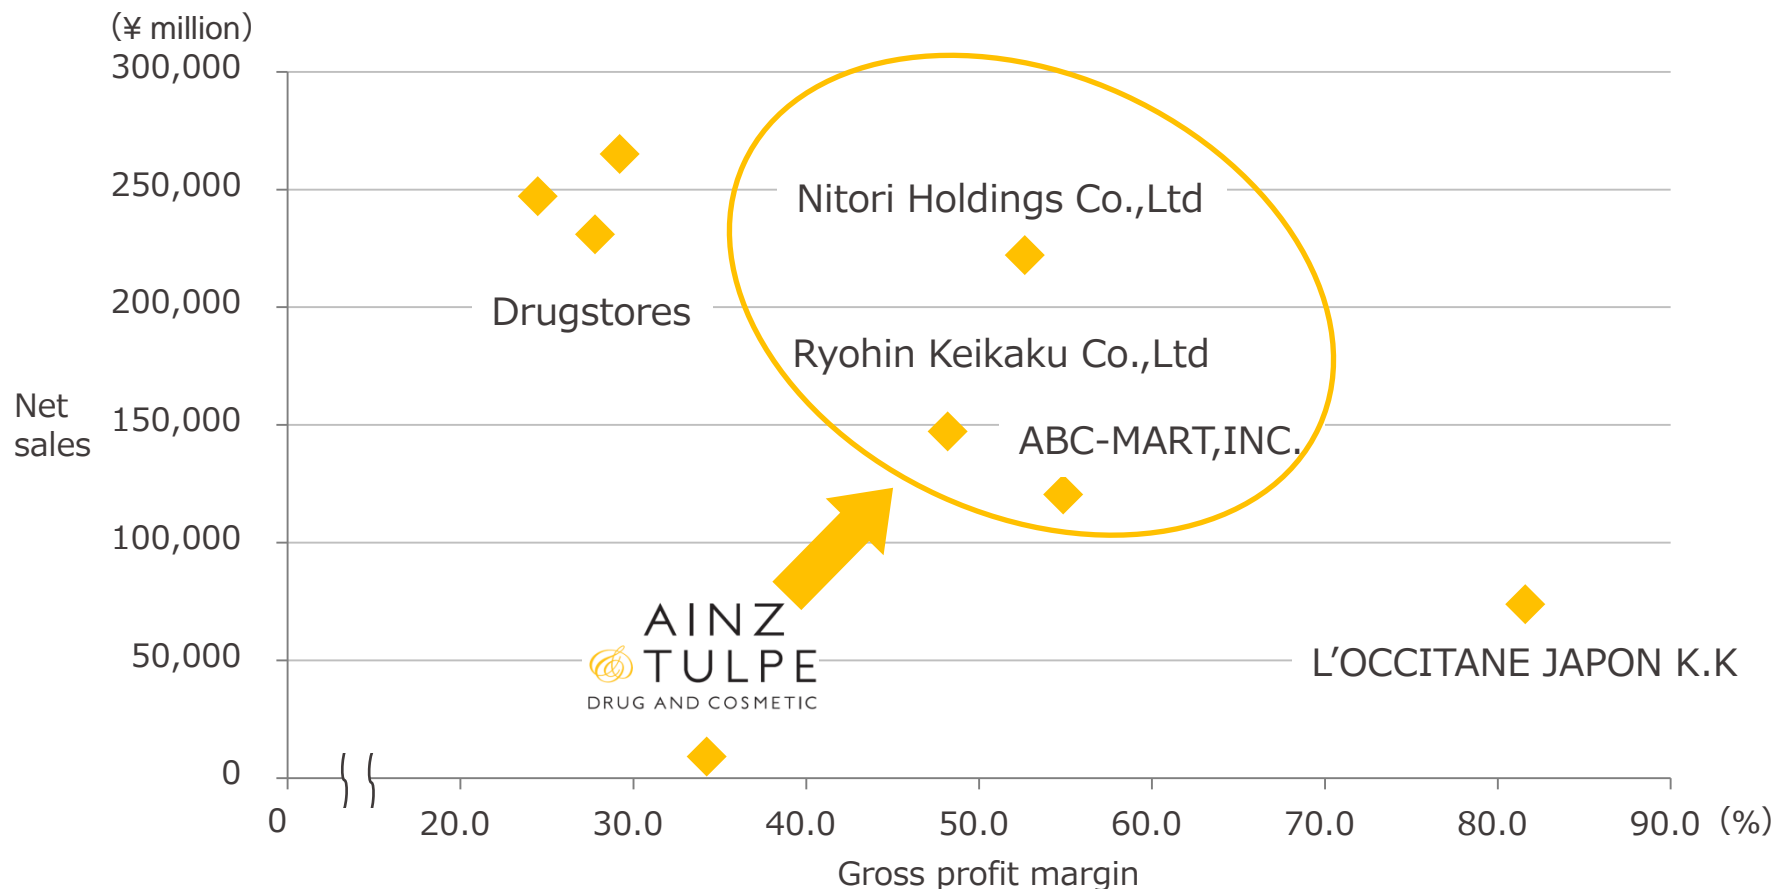 (¥ million)
300,000
250,000
Nitori Holdings Co.,Ltd
200,000
Drugstores
Ryohin Keikaku Co.,Ltd
Net
sales
150,000
ABC-MART,INC.
100,000
AINZ
& TULPE
DRUG AND COSMETIC
50,000
L’OCCITANE JAPON K.K
0
0 20.0 30.0 40.0 50.0 60.0 70.0 80.0 90.0 (%)
Gross profit margin